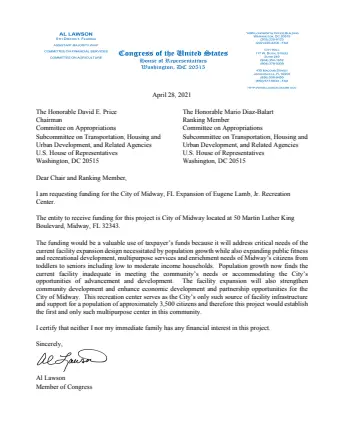 AL LAWSON
5TH DISTRICT, FLORIDA
ASSISTANT MAJORITY WHIP
COMMITTEE ON FINANCIAL SERVICES
COMMITTEE ON AGRICULTURE
Congress of the United States
House of Representatives
Washington, DC 20515
April 28, 2021
The Honorable David E. Price
Chairman
Committee on Appropriations
Subcommittee on Transportation, Housing and
Urban Development, and Related Agencies
U.S. House of Representatives
Washington, DC 20515
The Honorable Mario Diaz-Balart
Ranking Member
Committee on Appropriations
Subcommittee on Transportation, Housing and
Urban Development, and Related Agencies
U.S. House of Representatives
Washington, DC 20515
Dear Chair and Ranking Member,
I am requesting funding for the City of Midway, FL Expansion of Eugene Lamb, Jr. Recreation
Center.
The entity to receive funding for this project is City of Midway located at 50 Martin Luther King
Boulevard, Midway, FL 32343.
The funding would be a valuable use of taxpayer's funds because it will address critical needs of the
current facility expansion design necessitated by population growth while also expanding public fitness
and recreational development, multipurpose services and enrichment needs of Midway's citizens from
toddlers to seniors including low to moderate income households. Population growth now finds the
current facility inadequate in meeting the community's needs or accommodating the City's
opportunities of advancement and development. The facility expansion will also strengthen
community development and enhance economic development and partnership opportunities for the
City of Midway. This recreation center serves as the City's only such source of facility infrastructure
and support for a population of approximately 3,500 citizens and therefore this project would establish
the first and only such multipurpose center in this community.
I certify that neither I nor my immediate family has any financial interest in this project.
Sincerely,
Al Lawson
Al Lawson
Member of Congress